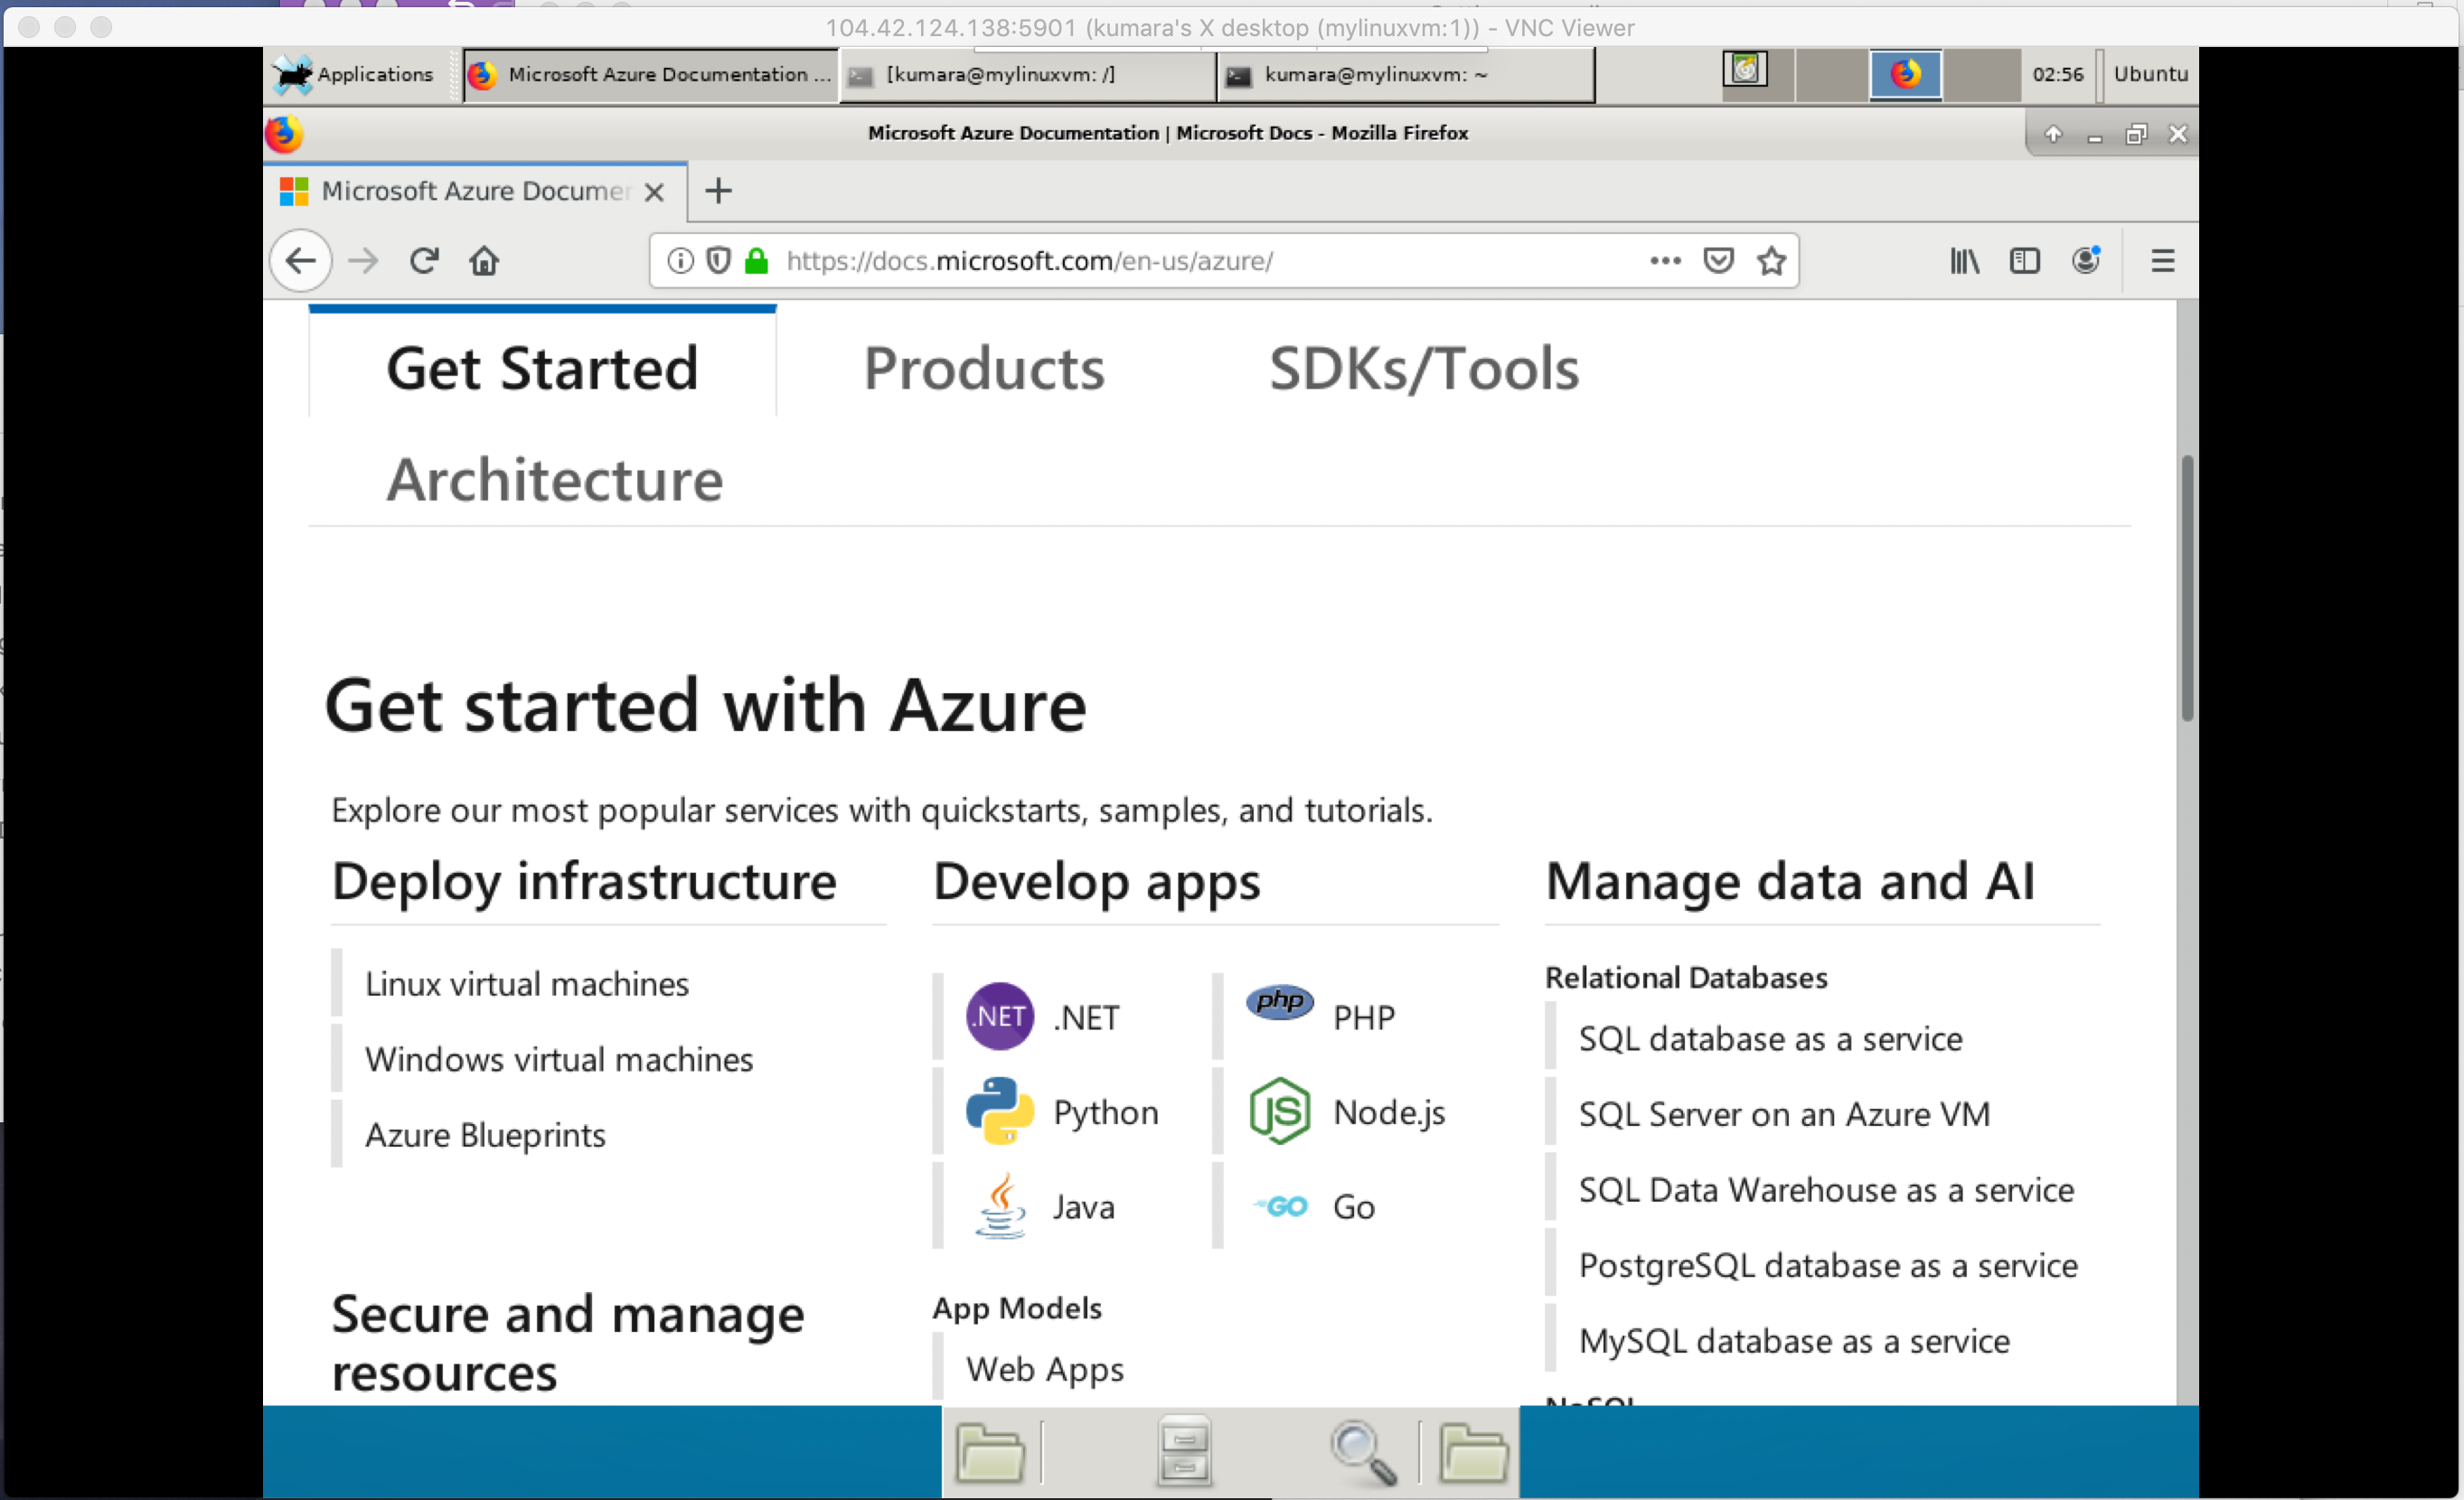 104.42.124.138:5901 (kumara's X desktop (mylinuxvm:1)) - VNC Viewer
Applications
Microsoft Azure Documentation ...
[kumara@mylinuxvm: /]
kumara@mylinuxvm: ~
02:56
Ubuntu
Microsoft Azure Documentation | Microsoft Docs - Mozilla Firefox
Microsoft Azure Documen
https://docs.microsoft.com/en-us/azure/
Get Started
Products
SDKs/Tools
Architecture
Get started with Azure
Explore our most popular services with quickstarts, samples, and tutorials.
Deploy infrastructure
Linux virtual machines
Windows virtual machines
Azure Blueprints
Secure and manage
resources
Develop apps
.NET .NET
php PHP
Python
JS Node.js
Java
GO Go
App Models
Web Apps
Manage data and AI
Relational Databases
SQL database as a service
SQL Server on an Azure VM
SQL Data Warehouse as a service
PostgreSQL database as a service
MySQL database as a service
NoSQL